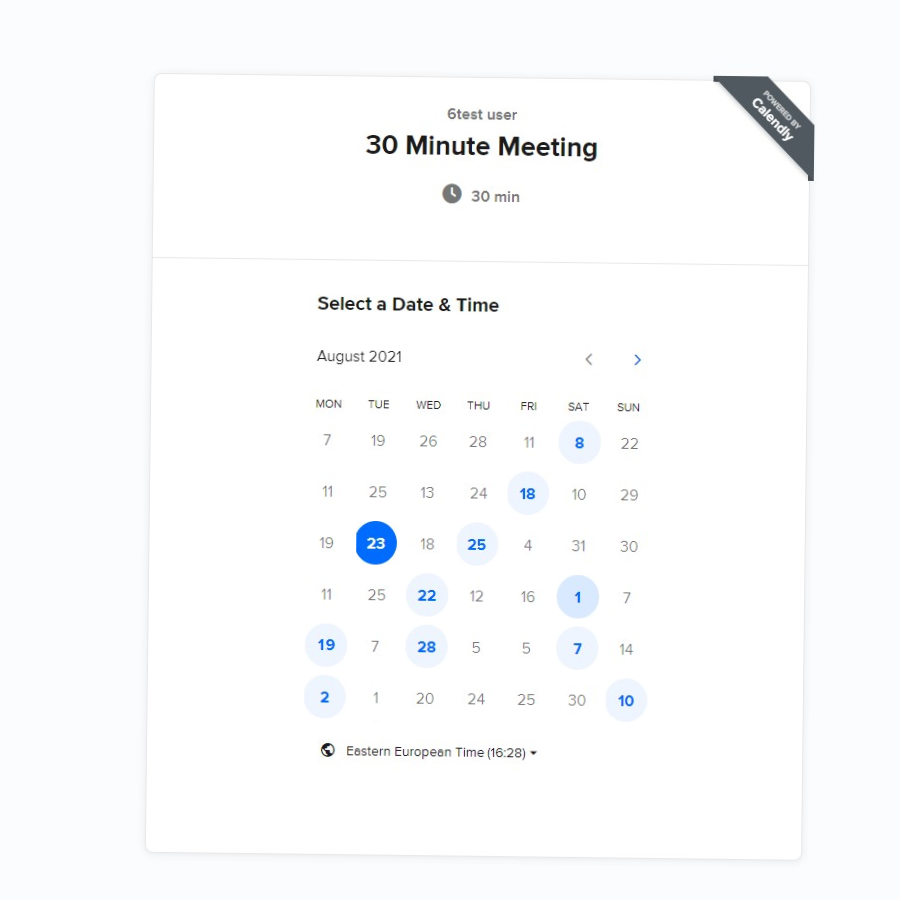 POWERED BY
Calendly
6test user
30 Minute Meeting
30 min
Select a Date & Time
August 2021
MON TUE WED THU FRI SAT SUN
7 19 26 28 11 8 22
11 25 13 24 18 10 29
19 23 18 25 4 31 30
11 25 22 12 16 1 7
19 7 28 5 5 7 14
2 1 20 24 25 30 10
Eastern European Time (16:28)